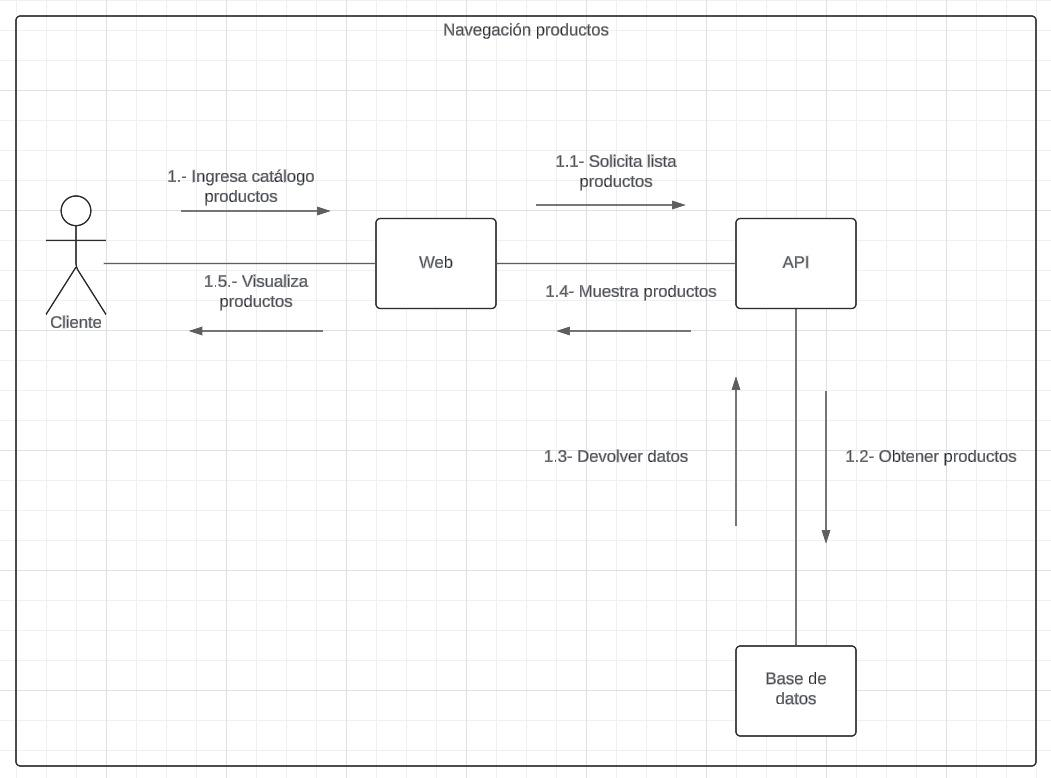 Navegación productos
1.- Ingresa catálogo
productos
1.1- Solicita lista
productos
Web
API
1.5.- Visualiza
productos
1.4- Muestra productos
Cliente
1.3- Devolver datos
1.2- Obtener productos
Base de
datos